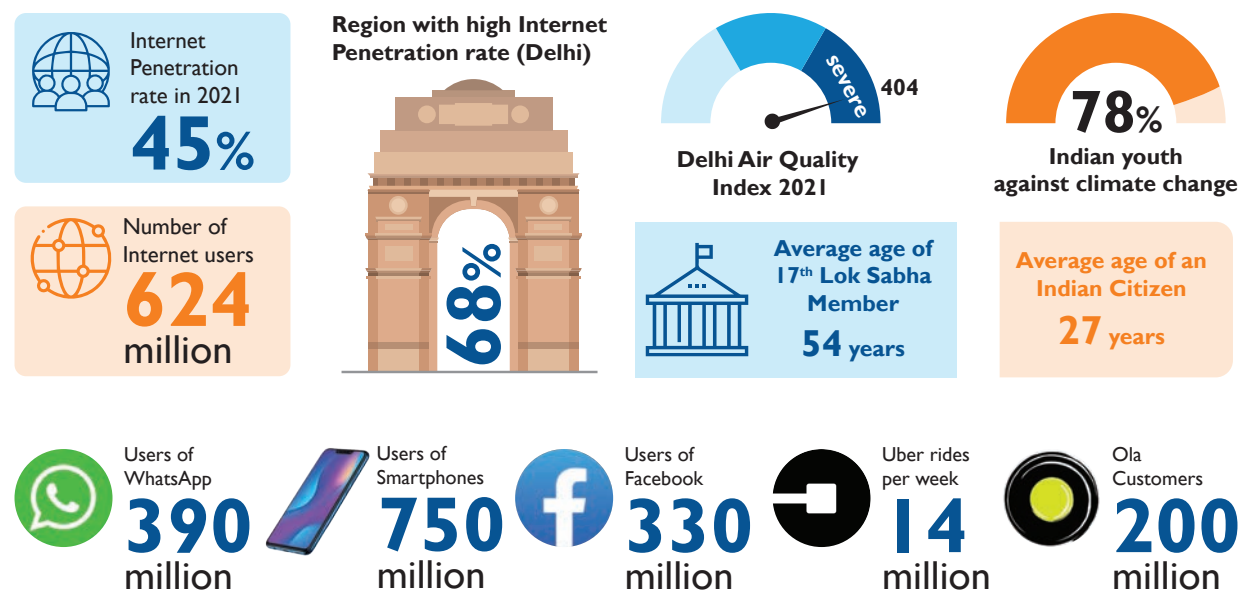 Internet
Penetration
rate in 2021
45%
Number of
Internet users
624
million
Region with high Internet
Penetration rate (Delhi)
68%
severe
404
Delhi Air Quality
Index 2021
78%
Indian youth
against climate change
Average age of
17th Lok Sabha
Member
54 years
Average age of an
Indian Citizen
27 years
Users of
WhatsApp
390
million
Users of
Smartphones
750
million
Users of
Facebook
330
million
Uber rides
per week
14
million
Ola
Customers
200
million